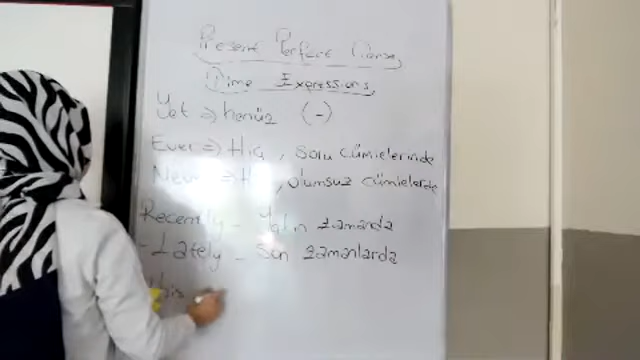 Present Perfect Tense
Time Expressions
Yet => henüz (-)
Ever => Hiç, soru cümlelerinde
Never => Hiç, olumsuz cümlelerde
Recently - Yakın zamanda
- Lately - Son zamanlarda
This